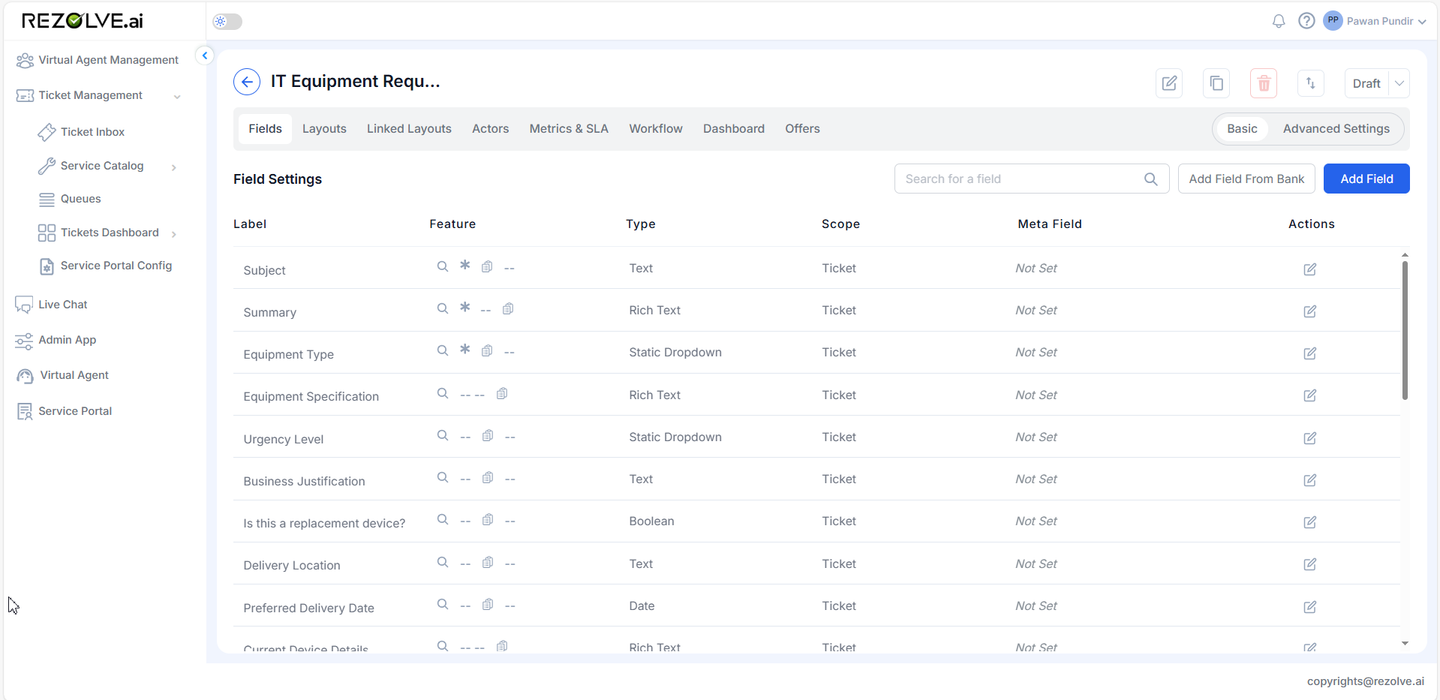 REZOLVE.ai
PP Pawan Pundir
Virtual Agent Management
Ticket Management
Ticket Inbox
Service Catalog
Queues
Tickets Dashboard
Service Portal Config
Live Chat
Admin App
Virtual Agent
Service Portal
IT Equipment Requ...
Draft
Fields Layouts Linked Layouts Actors Metrics & SLA Workflow Dashboard Offers Basic Advanced Settings
Field Settings Search for a field Add Field From Bank Add Field
Label Feature Type Scope Meta Field Actions
Subject * -- Text Ticket Not Set
Summary * -- Rich Text Ticket Not Set
Equipment Type * -- Static Dropdown Ticket Not Set
Equipment Specification -- -- Rich Text Ticket Not Set
Urgency Level -- -- Static Dropdown Ticket Not Set
Business Justification -- -- Text Ticket Not Set
Is this a replacement device? -- -- Boolean Ticket Not Set
Delivery Location -- -- Text Ticket Not Set
Preferred Delivery Date -- -- Date Ticket Not Set
Current Device Details -- -- Rich Text Ticket Not Set
copyrights@rezolve.ai